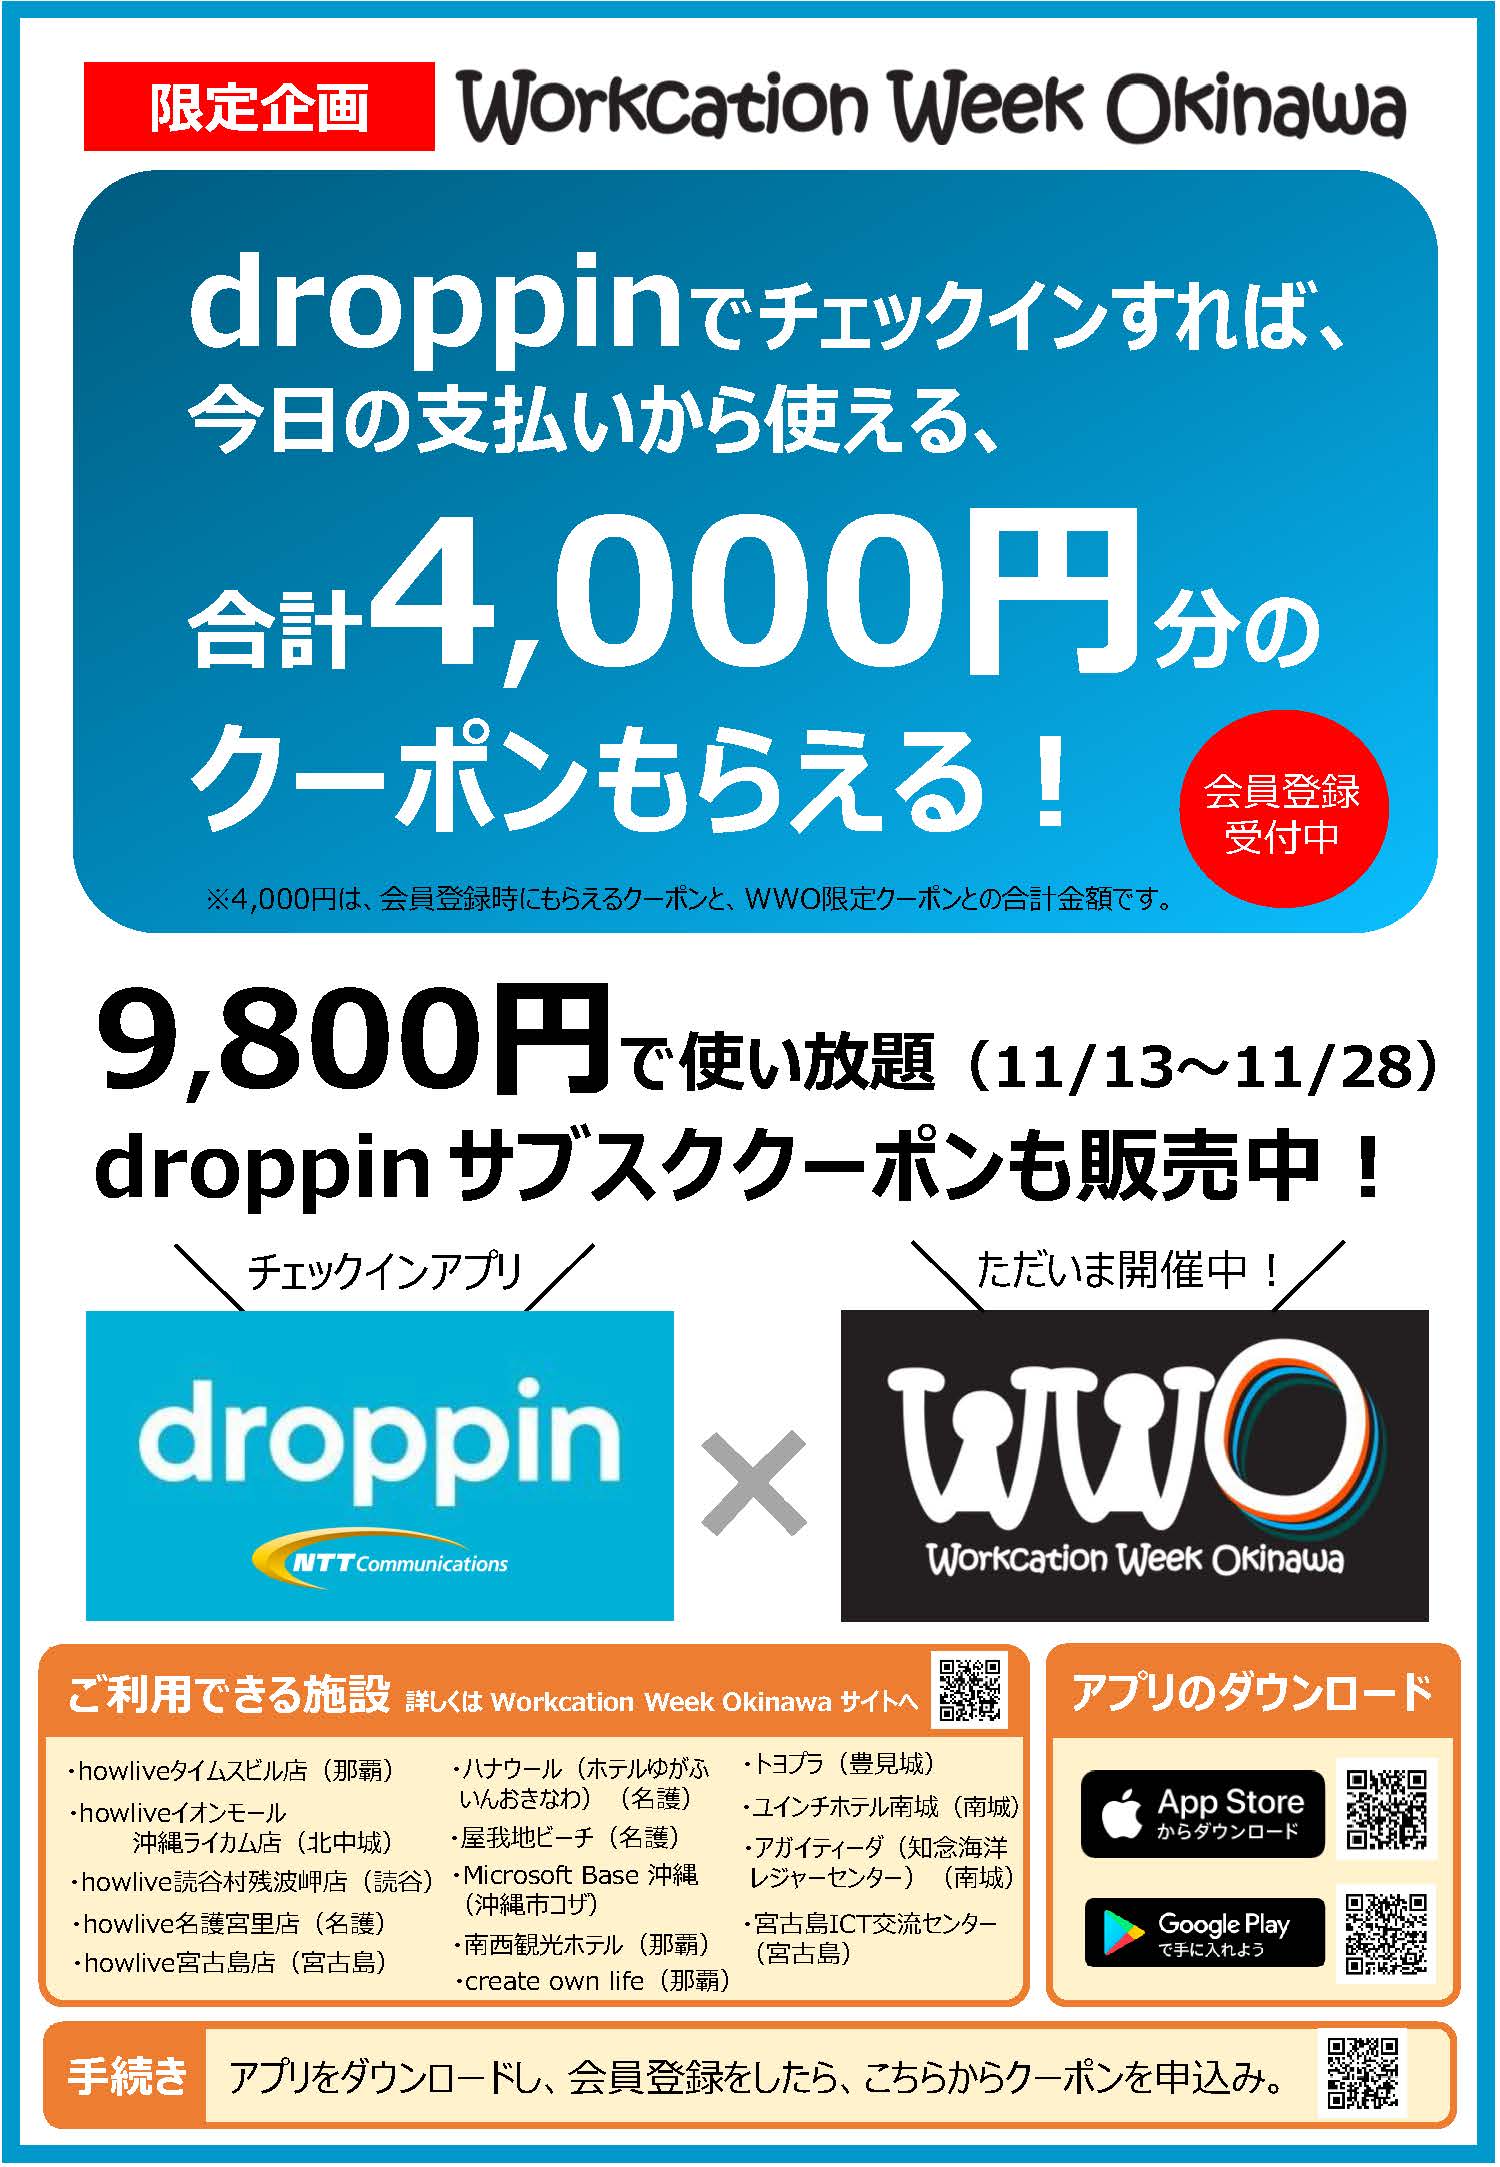 限定企画 Workcation Week Okinawa
droppinでチェックインすれば、
今日の支払いから使える、
合計4,000円分の
クーポンもらえる！
会員登録
受付中
※4,000円は、会員登録時にもらえるクーポンと、WWO限定クーポンとの合計金額です。
9,800円で使い放題（11/13～11/28）
droppin サブスククーポンも販売中！
チェックインアプリ
droppin
NTT Communications
×
ただいま開催中！
WWO
Workcation Week Okinawa
ご利用できる施設 詳しくは Workcation Week Okinawa サイトへ
・howliveタイムスビル店（那覇）
・howliveイオンモール
沖縄ライカム店（北中城）
・howlive読谷村残波岬店（読谷）
・howlive名護宮里店（名護）
・howlive宮古島店（宮古島）
・ハナウール（ホテルゆがふ
いんおきなわ）（名護）
・屋我地ビーチ（名護）
・Microsoft Base 沖縄
（沖縄市コザ）
・南西観光ホテル（那覇）
・create own life（那覇）
・トヨプラ（豊見城）
・ユインチホテル南城（南城）
・アガイティーダ（知念海洋
レジャーセンター）（南城）
・宮古島ICT交流センター
（宮古島）
アプリのダウンロード
App Store
からダウンロード
Google Play
で手に入れよう
手続き アプリをダウンロードし、会員登録をしたら、こちらからクーポンを申込み。